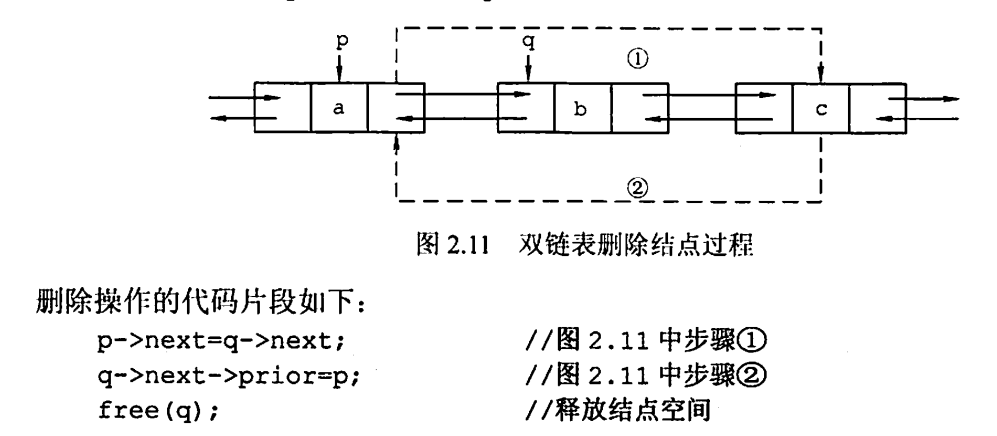 p
q
①
a
b
c
②
图 2.11 双链表删除结点过程
删除操作的代码片段如下：
p->next=q->next; //图 2.11 中步骤①
q->next->prior=p; //图 2.11 中步骤②
free(q); //释放结点空间